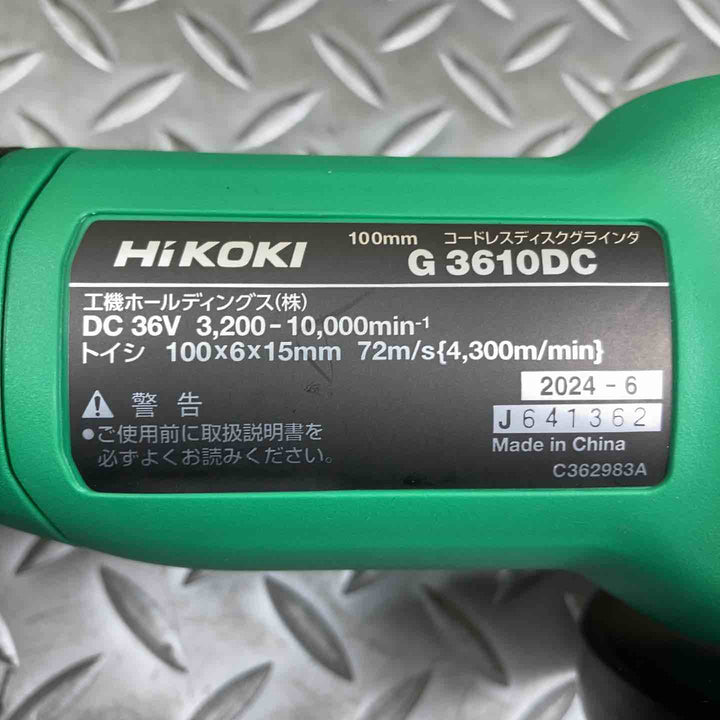 HiKOKI
100mm コードレスディスクグラインダ
G 3610DC
工機ホールディングス(株)
DC 36V 3,200-10,000min-1
トイシ 100×6×15mm 72m/s{4,300m/min}
警告
●ご使用前に取扱説明書を
必ずよくお読みください。
2024-6
J641362
Made in China
C362983A